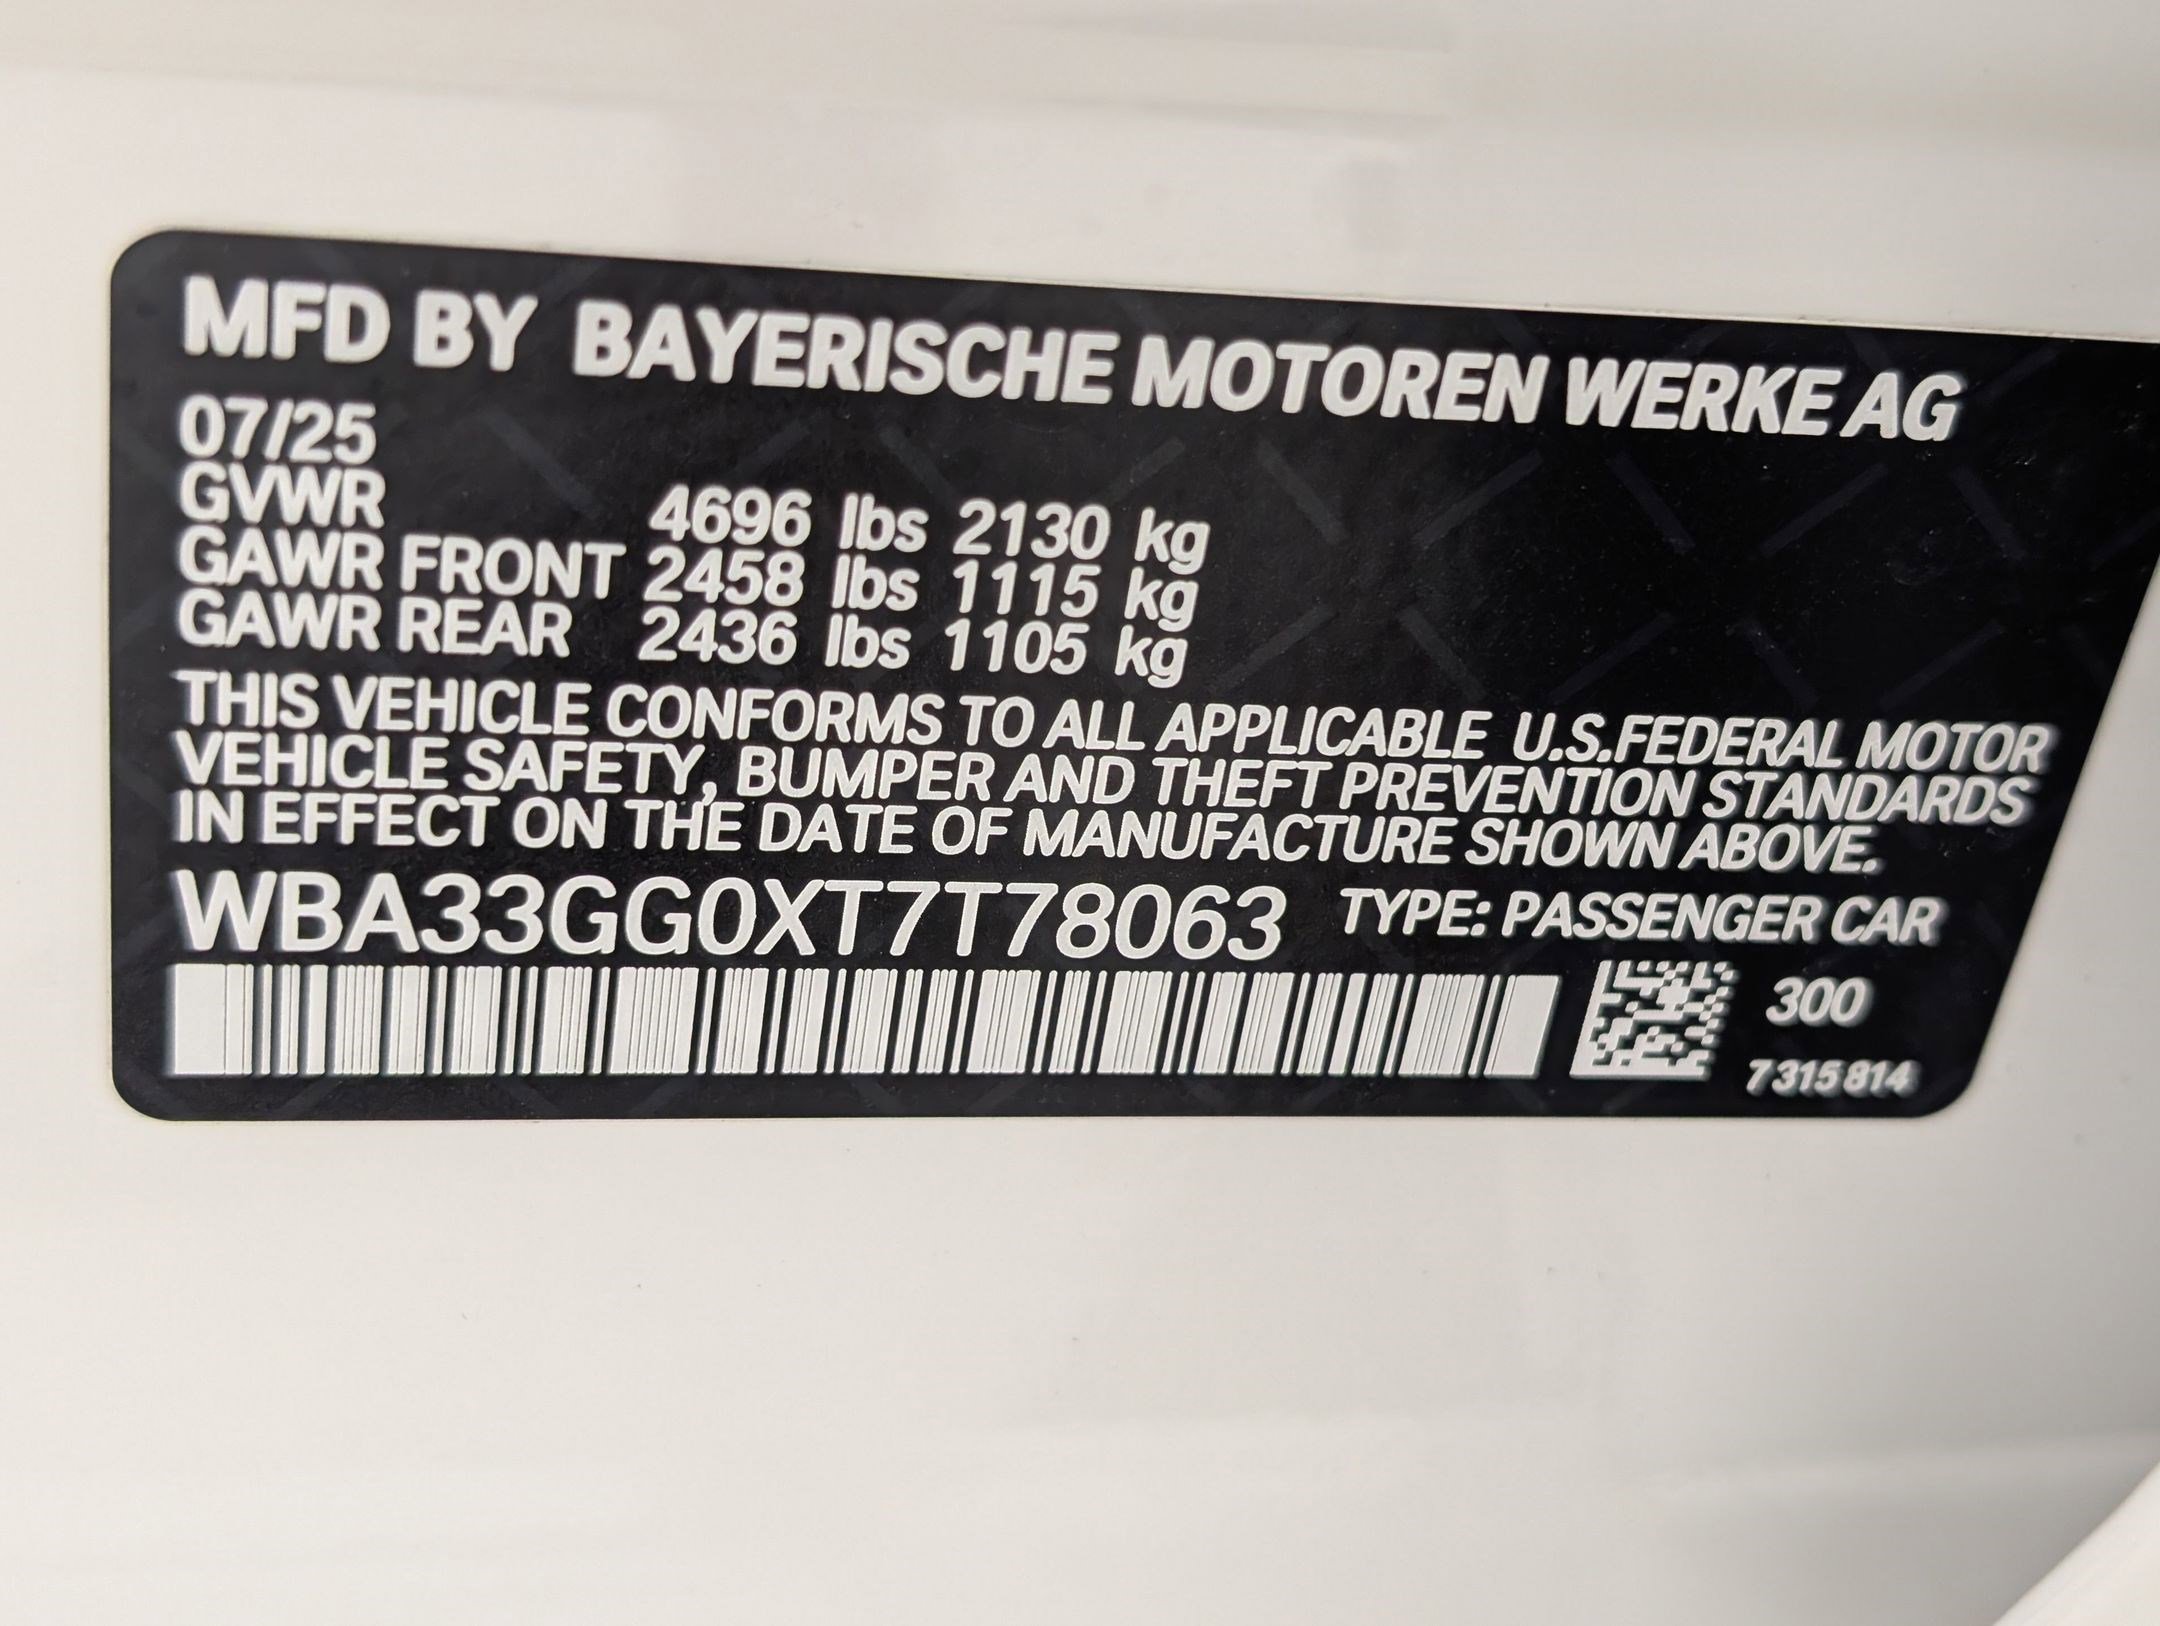 MFD BY BAYERISCHE MOTOREN WERKE AG
07/25
GVWR 4696 lbs 2130 kg
GAWR FRONT 2458 lbs 1115 kg
GAWR REAR 2436 lbs 1105 kg
THIS VEHICLE CONFORMS TO ALL APPLICABLE U.S.FEDERAL MOTOR
VEHICLE SAFETY, BUMPER AND THEFT PREVENTION STANDARDS
IN EFFECT ON THE DATE OF MANUFACTURE SHOWN ABOVE.
WBA33GG0XT7T78063 TYPE: PASSENGER CAR
300
7315814